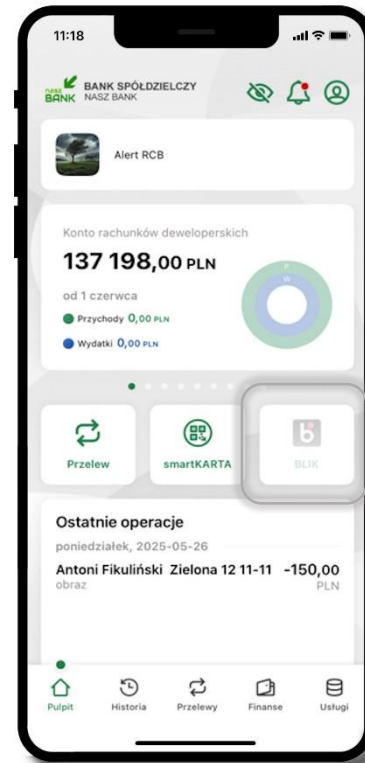 11:18
nasz
BANK
BANK SPÓŁDZIELCZY
NASZ BANK
Alert RCB
Konto rachunków deweloperskich
137 198,00 PLN
od 1 czerwca
Przychody 0,00 PLN
Wydatki 0,00 PLN
P
W
Przelew
smartKARTA
BLIK
Ostatnie operacje
poniedziałek, 2025-05-26
Antoni Fikuliński Zielona 12 11-11 -150,00
obraz PLN
Pulpit
Historia
Przelewy
Finanse
Usługi